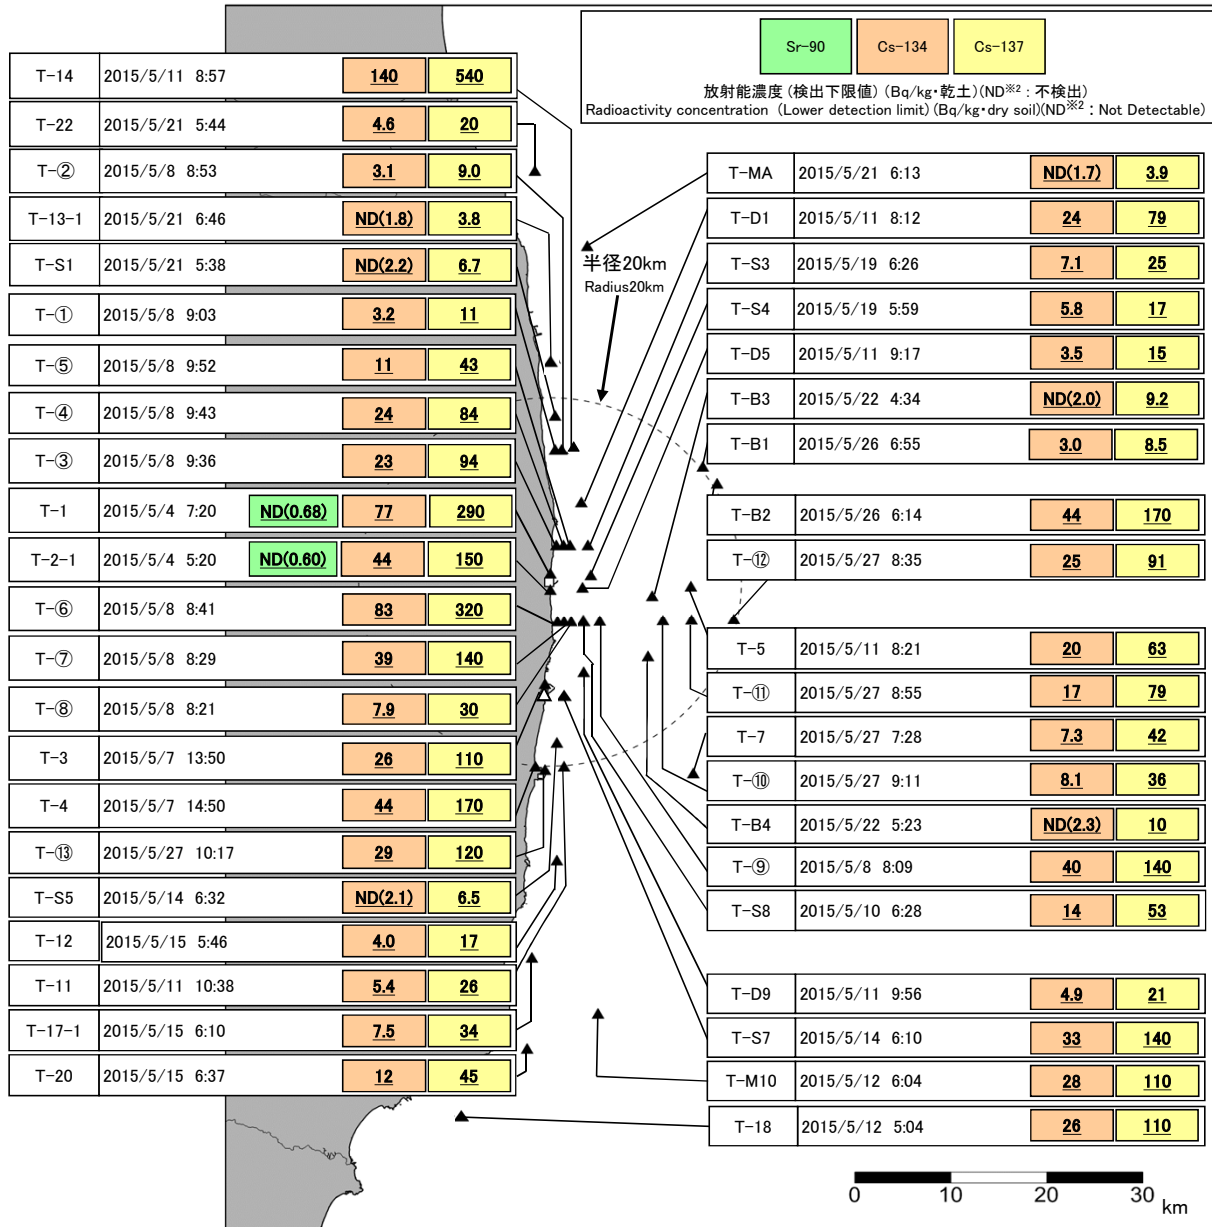 Sr-90 Cs-134 Cs-137
放射能濃度 (検出下限値) (Bq/kg・乾土)(ND※2 : 不検出)
Radioactivity concentration (Lower detection limit) (Bq/kg・dry soil)(ND※2 : Not Detectable)
T-14 2015/5/11 8:57 140 540
T-22 2015/5/21 5:44 4.6 20
T-② 2015/5/8 8:53 3.1 9.0
T-13-1 2015/5/21 6:46 ND(1.8) 3.8
T-S1 2015/5/21 5:38 ND(2.2) 6.7
T-① 2015/5/8 9:03 3.2 11
T-⑤ 2015/5/8 9:52 11 43
T-④ 2015/5/8 9:43 24 84
T-③ 2015/5/8 9:36 23 94
T-1 2015/5/4 7:20 ND(0.68) 77 290
T-2-1 2015/5/4 5:20 ND(0.60) 44 150
T-⑥ 2015/5/8 8:41 83 320
T-⑦ 2015/5/8 8:29 39 140
T-⑧ 2015/5/8 8:21 7.9 30
T-3 2015/5/7 13:50 26 110
T-4 2015/5/7 14:50 44 170
T-⑬ 2015/5/27 10:17 29 120
T-S5 2015/5/14 6:32 ND(2.1) 6.5
T-12 2015/5/15 5:46 4.0 17
T-11 2015/5/11 10:38 5.4 26
T-17-1 2015/5/15 6:10 7.5 34
T-20 2015/5/15 6:37 12 45
半径20km
Radius20km
T-MA 2015/5/21 6:13 ND(1.7) 3.9
T-D1 2015/5/11 8:12 24 79
T-S3 2015/5/19 6:26 7.1 25
T-S4 2015/5/19 5:59 5.8 17
T-D5 2015/5/11 9:17 3.5 15
T-B3 2015/5/22 4:34 ND(2.0) 9.2
T-B1 2015/5/26 6:55 3.0 8.5
T-B2 2015/5/26 6:14 44 170
T-⑫ 2015/5/27 8:35 25 91
T-5 2015/5/11 8:21 20 63
T-⑪ 2015/5/27 8:55 17 79
T-7 2015/5/27 7:28 7.3 42
T-⑩ 2015/5/27 9:11 8.1 36
T-B4 2015/5/22 5:23 ND(2.3) 10
T-⑨ 2015/5/8 8:09 40 140
T-S8 2015/5/10 6:28 14 53
T-D9 2015/5/11 9:56 4.9 21
T-S7 2015/5/14 6:10 33 140
T-M10 2015/5/12 6:04 28 110
T-18 2015/5/12 5:04 26 110
0 10 20 30 km